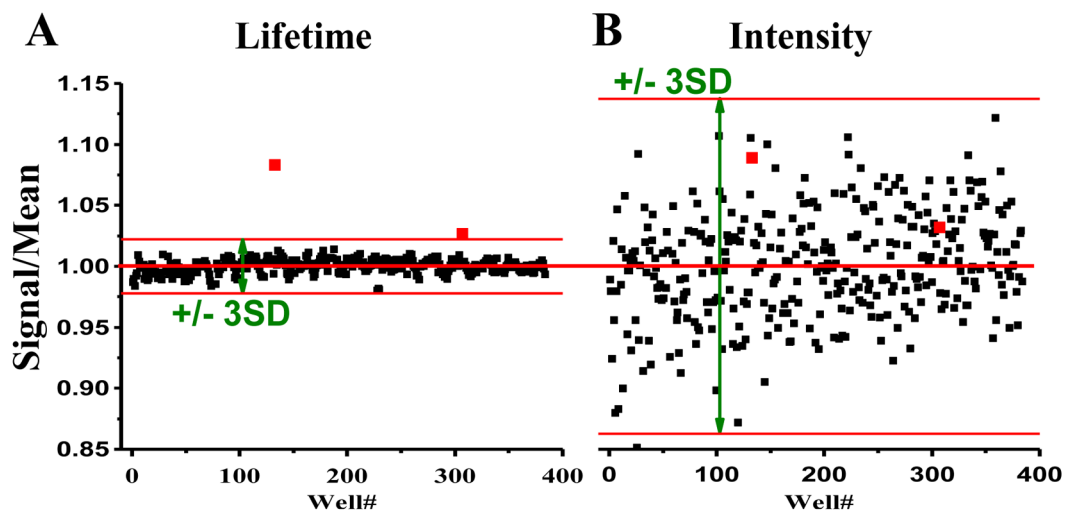 A Lifetime
B Intensity
Signal/Mean
1.15
1.10
1.05
1.00
0.95
0.90
0.85
+/- 3SD
0 100 200 300 400
Well#
+/- 3SD
0 100 200 300 400
Well#